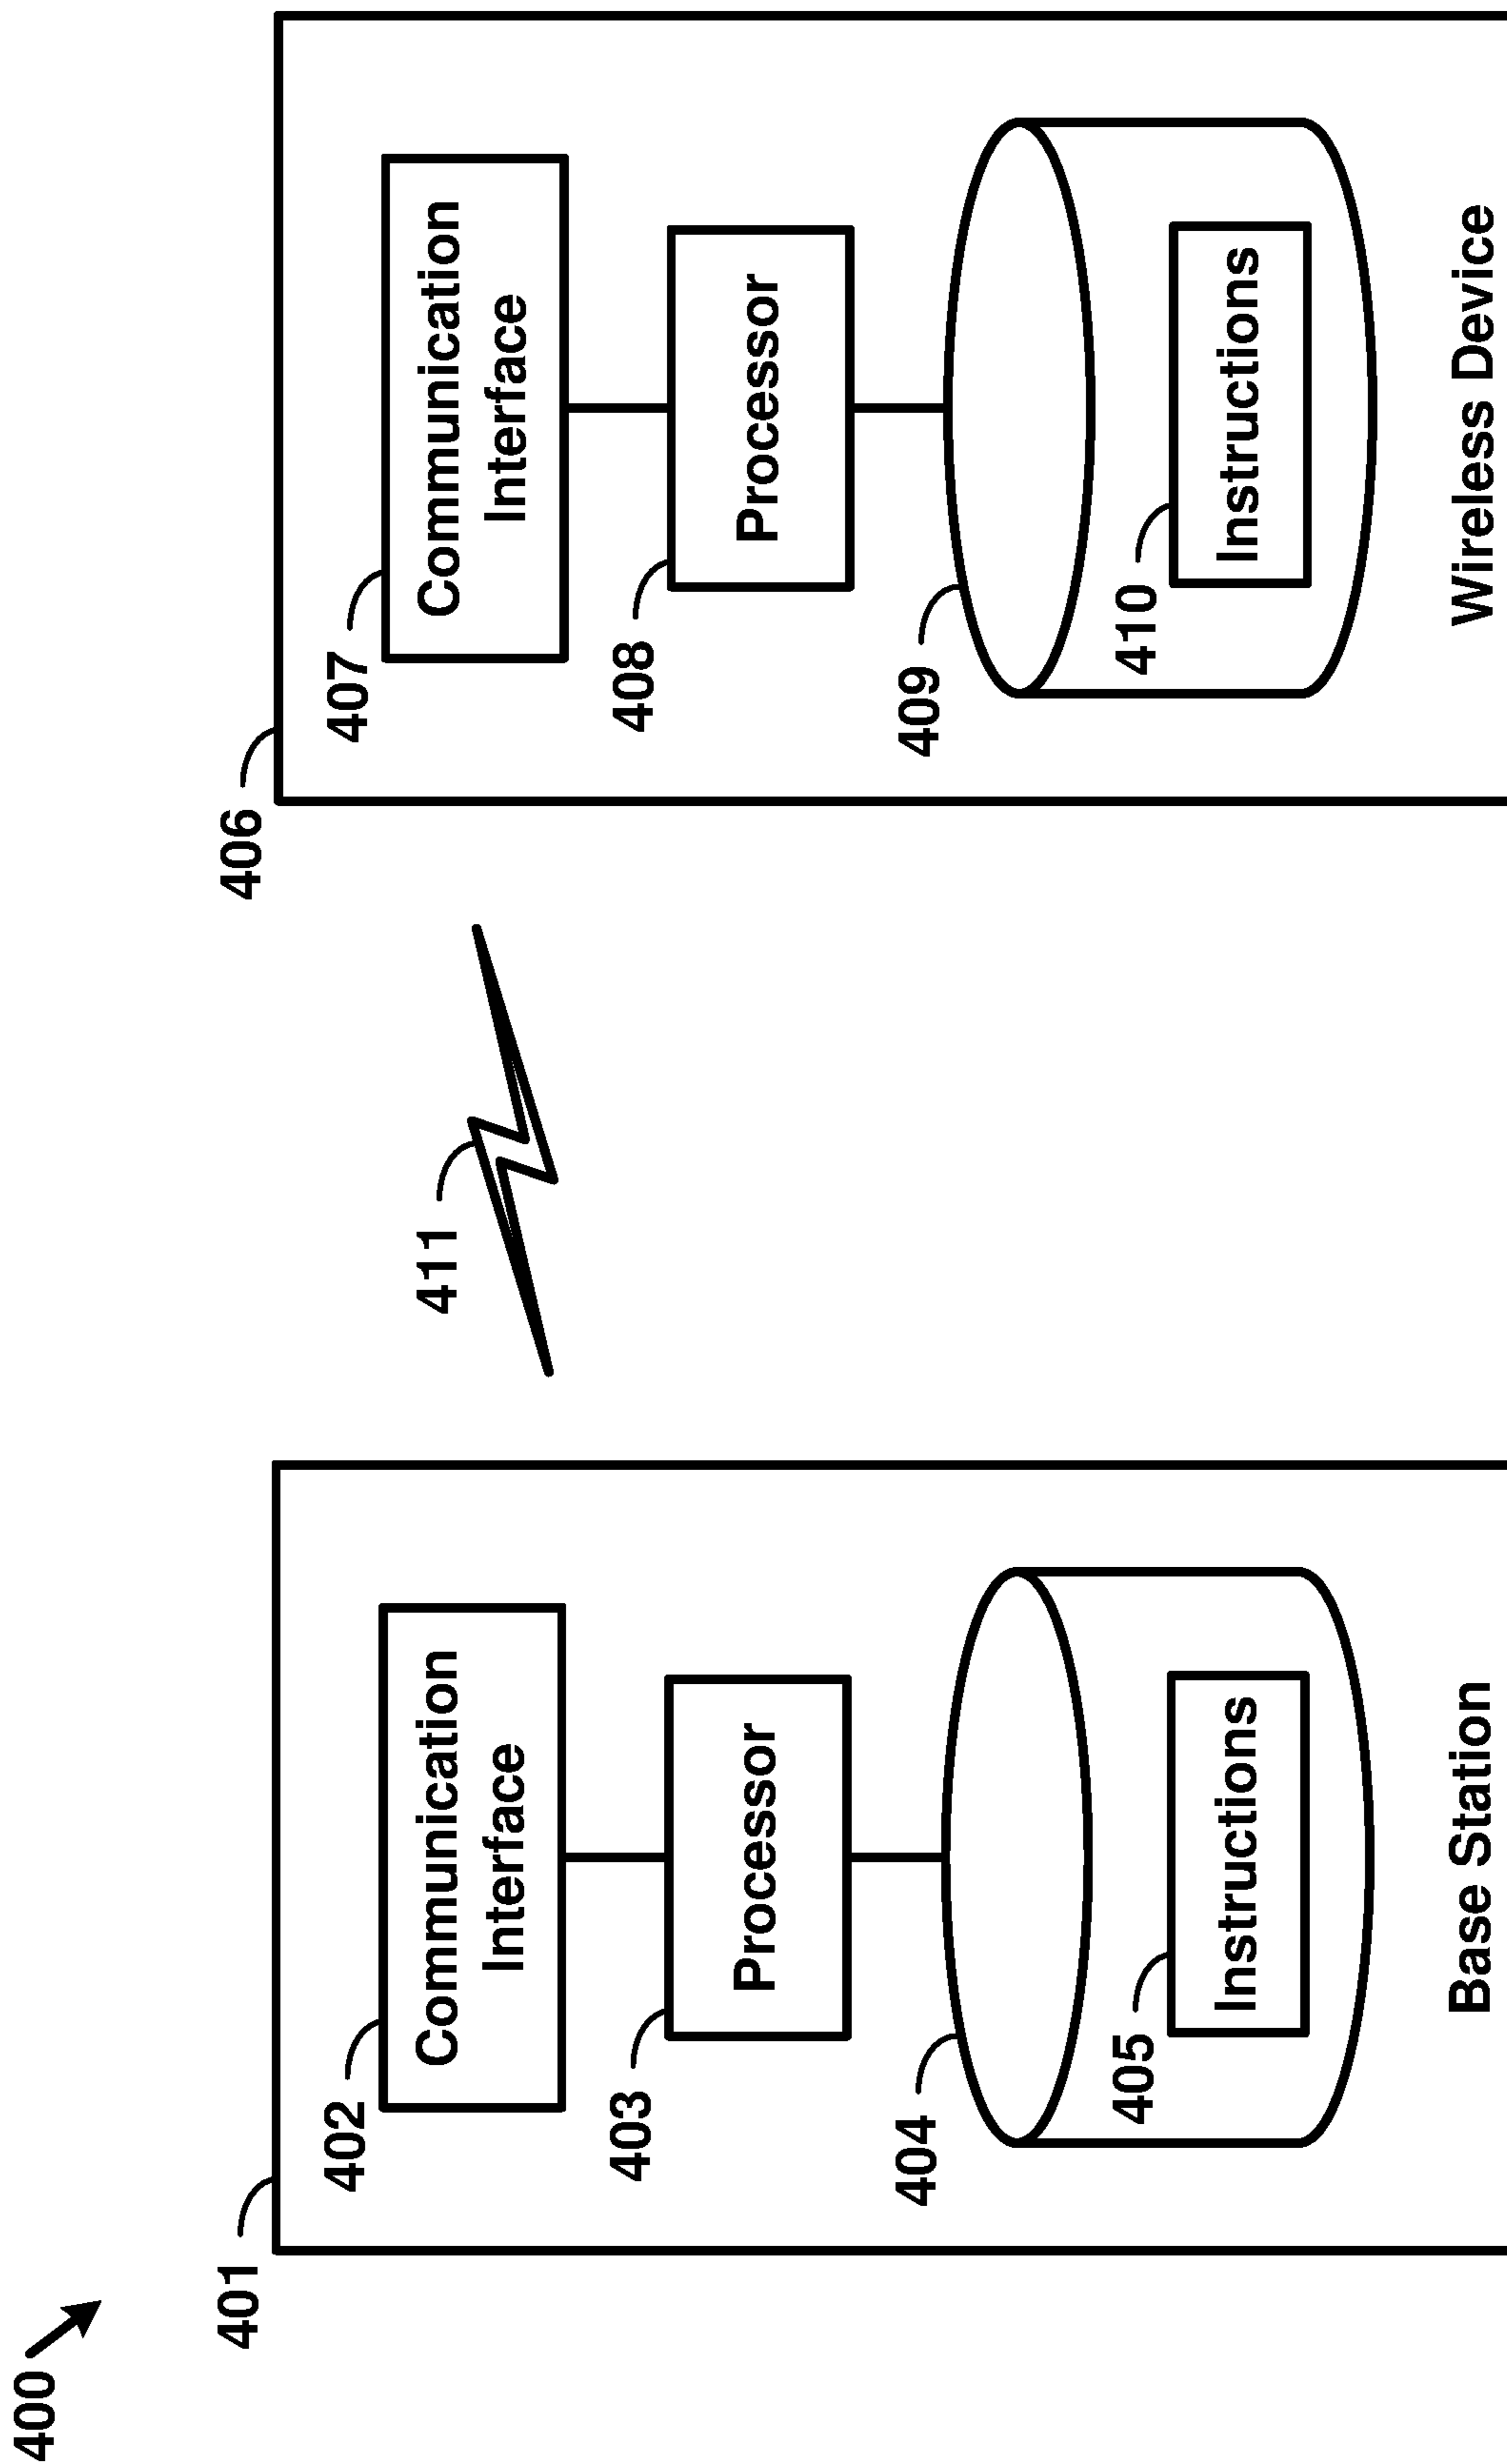 400
401
402
Communication
Interface
403
Processor
404
405
Instructions
Base Station
411
406
407
Communication
Interface
408
Processor
409
410
Instructions
Wireless Device